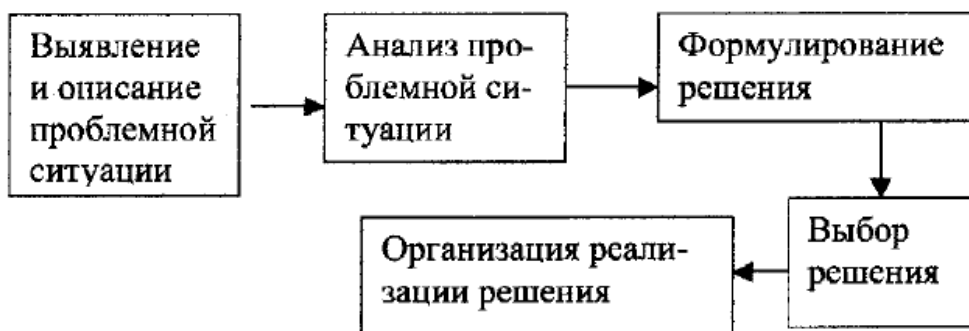 Выявление
и описание
проблемной
ситуации
Анализ про-
блемной си-
туации
Формулирование
решения
Выбор
решения
Организация реали-
зации решения